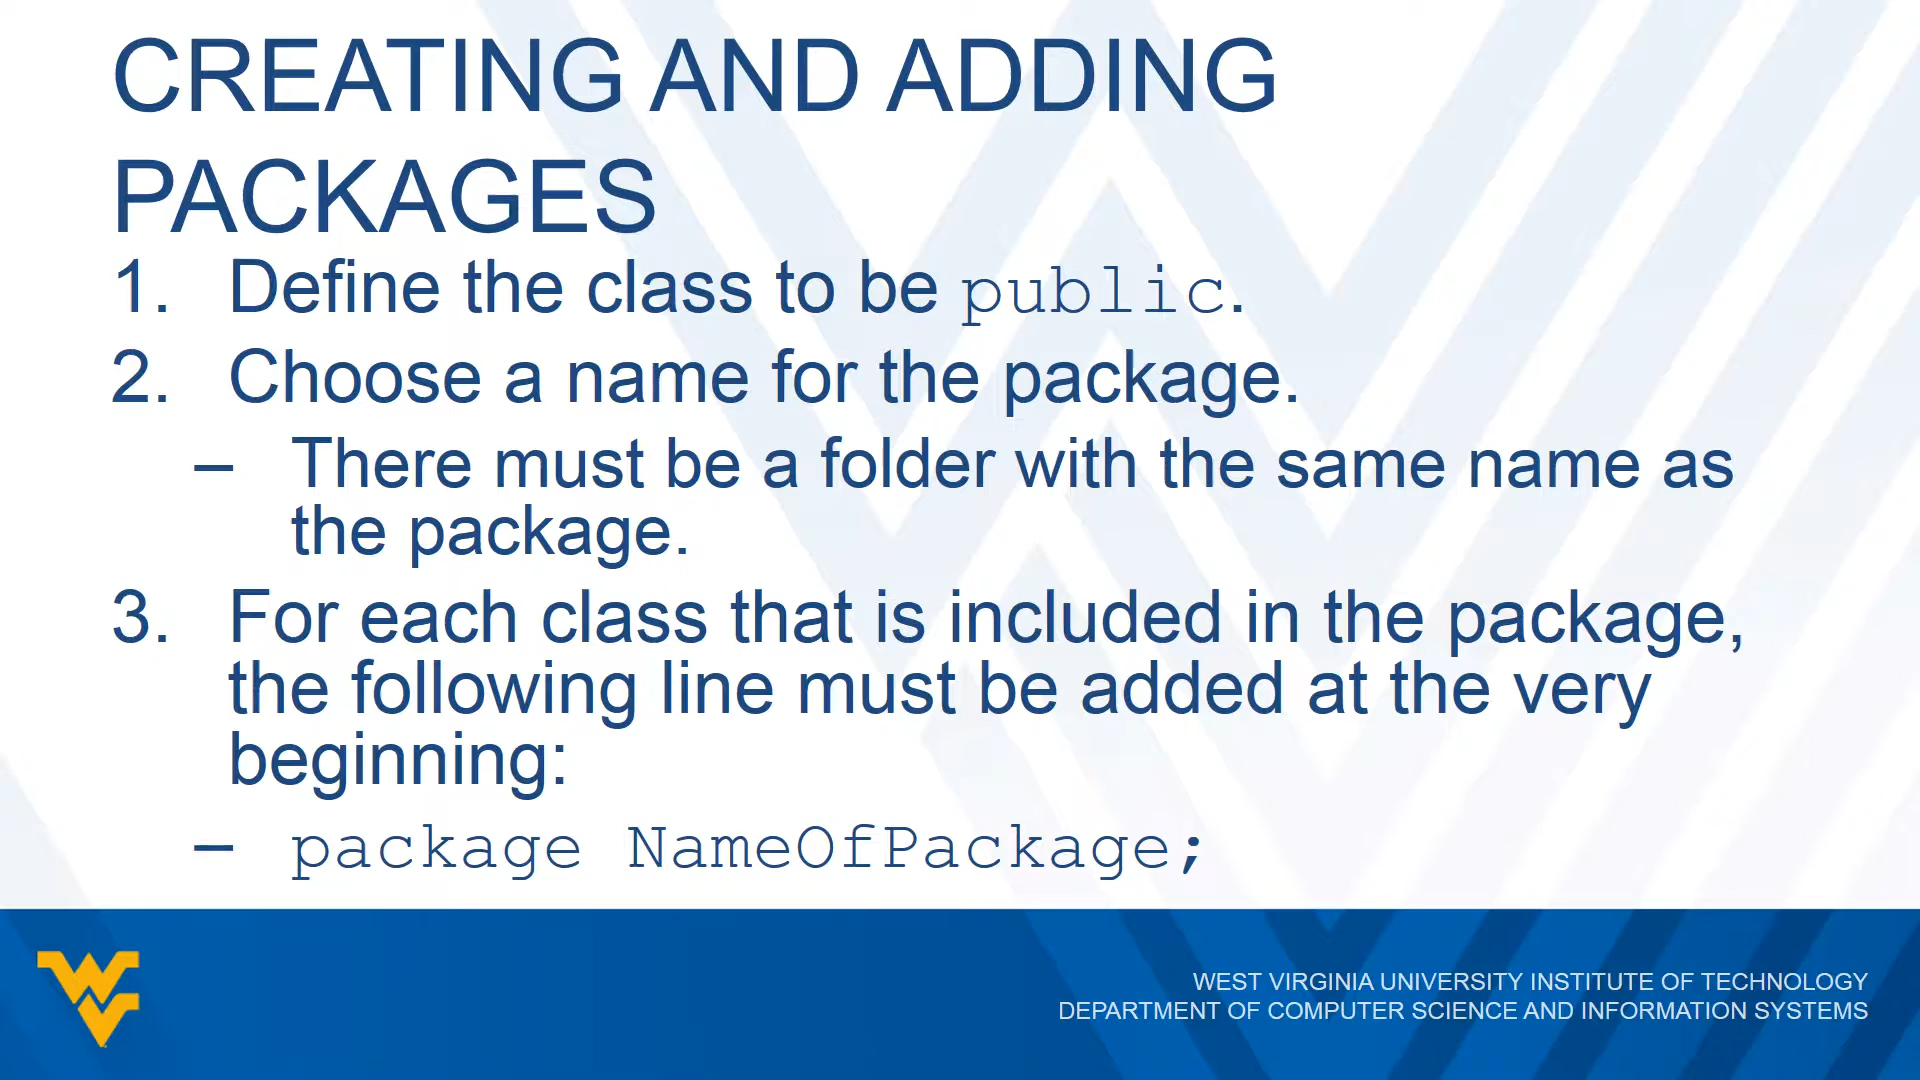 CREATING AND ADDING
PACKAGES
1. Define the class to be public.
2. Choose a name for the package.
– There must be a folder with the same name as
the package.
3. For each class that is included in the package,
the following line must be added at the very
beginning:
– package NameOfPackage;
WEST VIRGINIA UNIVERSITY INSTITUTE OF TECHNOLOGY
DEPARTMENT OF COMPUTER SCIENCE AND INFORMATION SYSTEMS